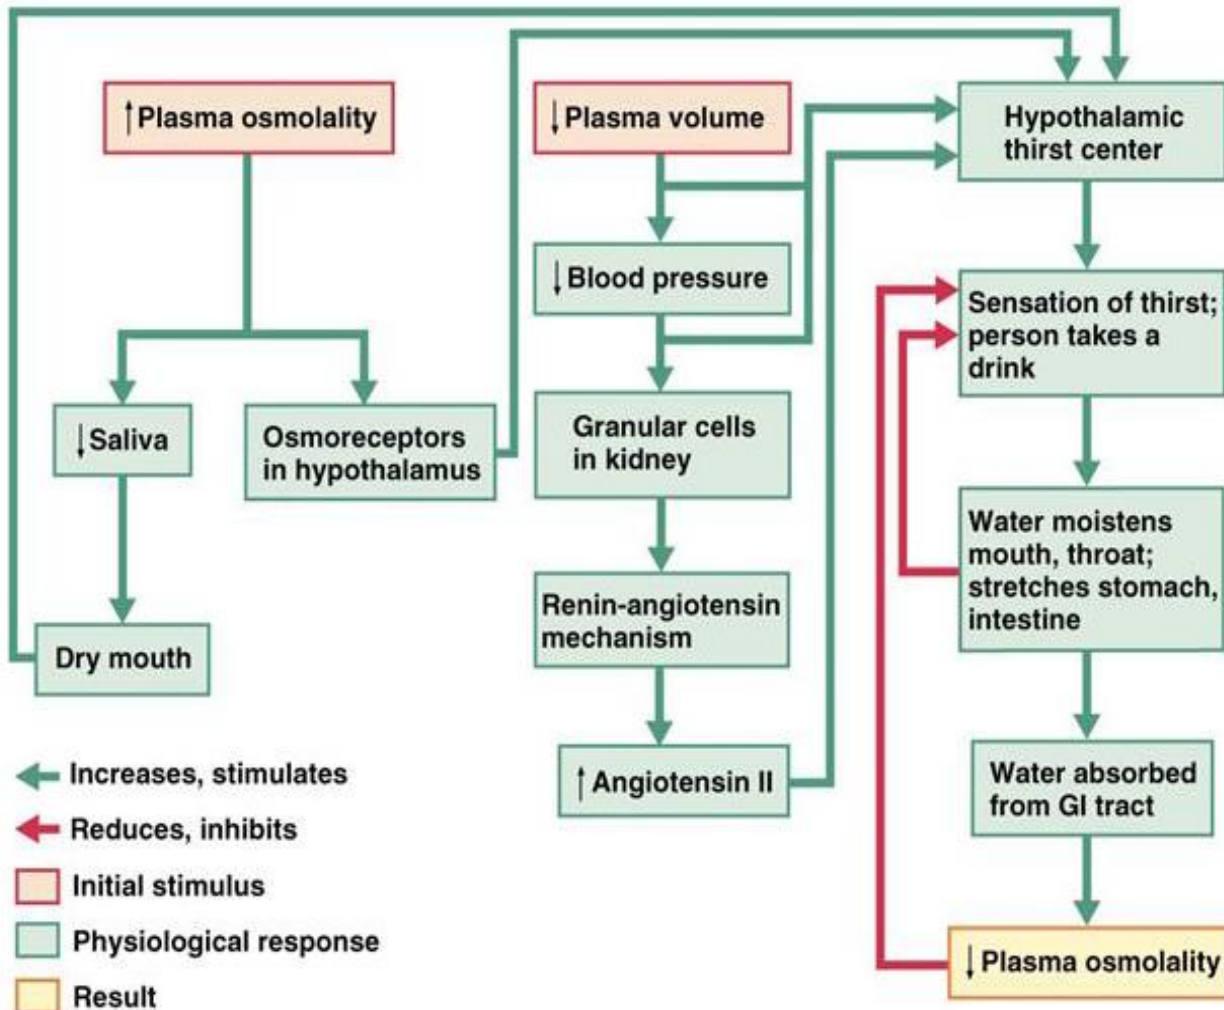 ↑ Plasma osmolality
↓ Plasma volume
Hypothalamic
thirst center
↓ Blood pressure
Sensation of thirst;
person takes a
drink
↓ Saliva
Osmoreceptors
in hypothalamus
Granular cells
in kidney
Water moistens
mouth, throat;
stretches stomach,
intestine
Renin-angiotensin
mechanism
Dry mouth
↑ Angiotensin II
Water absorbed
from GI tract
↓ Plasma osmolality
Increases, stimulates
Reduces, inhibits
Initial stimulus
Physiological response
Result